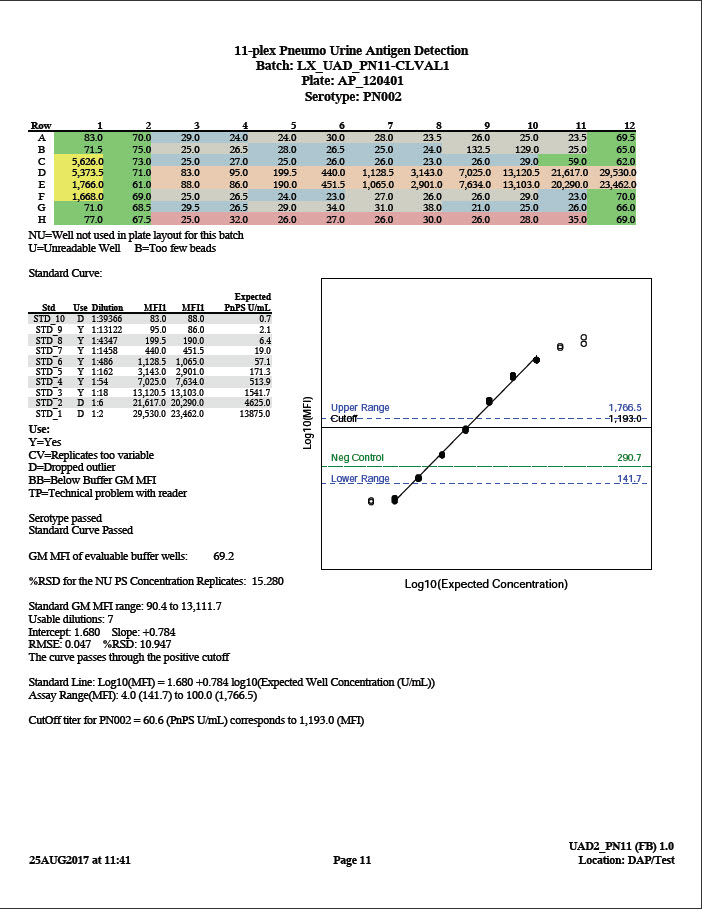 11-plex Pneumo Urine Antigen Detection
Batch: LX_UAD_PN11-CLVAL1
Plate: AP_120401
Serotype: PN002
Row 1 2 3 4 5 6 7 8 9 10 11 12
A 83.0 70.0 29.0 24.0 24.0 30.0 28.0 23.5 26.0 25.0 23.5 69.5
B 71.5 75.0 25.0 26.5 28.0 26.5 25.0 24.0 132.5 129.0 25.0 65.0
C 5,626.0 73.0 25.0 27.0 25.0 26.0 26.0 23.0 26.0 29.0 59.0 62.0
D 5,373.5 71.0 83.0 95.0 199.5 440.0 1,128.5 3,143.0 7,025.0 13,120.5 21,617.0 29,530.0
E 1,766.0 61.0 88.0 86.0 190.0 451.5 1,065.0 2,901.0 7,634.0 13,103.0 20,290.0 23,462.0
F 1,668.0 69.0 25.0 26.5 24.0 23.0 27.0 26.0 26.0 29.0 23.0 70.0
G 71.0 68.5 29.5 26.5 29.0 34.0 31.0 38.0 21.0 25.0 26.0 66.0
H 77.0 67.5 25.0 32.0 26.0 27.0 26.0 30.0 26.0 28.0 35.0 69.0
NU=Well not used in plate layout for this batch
U=Unreadable Well B=Too few beads
Standard Curve:
Expected
Std Use Dilution MFI1 MFI1 PnPS U/mL
STD_10 D 1:39366 83.0 88.0 0.7
STD_9 Y 1:13122 95.0 86.0 2.1
STD_8 Y 1:4347 199.5 190.0 6.4
STD_7 Y 1:1458 440.0 451.5 19.0
STD_6 Y 1:486 1,128.5 1,065.0 57.1
STD_5 Y 1:162 3,143.0 2,901.0 171.3
STD_4 Y 1:54 7,025.0 7,634.0 513.9
STD_3 Y 1:18 13,120.5 13,103.0 1541.7
STD_2 D 1:6 21,617.0 20,290.0 4625.0
STD_1 D 1:2 29,530.0 23,462.0 13875.0
Use:
Y=Yes
CV=Replicates too variable
D=Dropped outlier
BB=Below Buffer GM MFI
TP=Technical problem with reader
Serotype passed
Standard Curve Passed
GM MFI of evaluable buffer wells: 69.2
%RSD for the NU PS Concentration Replicates: 15.280
Standard GM MFI range: 90.4 to 13,111.7
Usable dilutions: 7
Intercept: 1.680 Slope: +0.784
RMSE: 0.047 %RSD: 10.947
The curve passes through the positive cutoff
Log10(MFI)
Upper Range 1,766.5
Cutoff 1,193.0
Neg Control 290.7
Lower Range 141.7
Log10(Expected Concentration)
Standard Line: Log10(MFI) = 1.680 +0.784 log10(Expected Well Concentration (U/mL))
Assay Range(MFI): 4.0 (141.7) to 100.0 (1,766.5)
CutOff titer for PN002 = 60.6 (PnPS U/mL) corresponds to 1,193.0 (MFI)
UAD2_PN11 (FB) 1.0
25AUG2017 at 11:41 Page 11 Location: DAP/Test